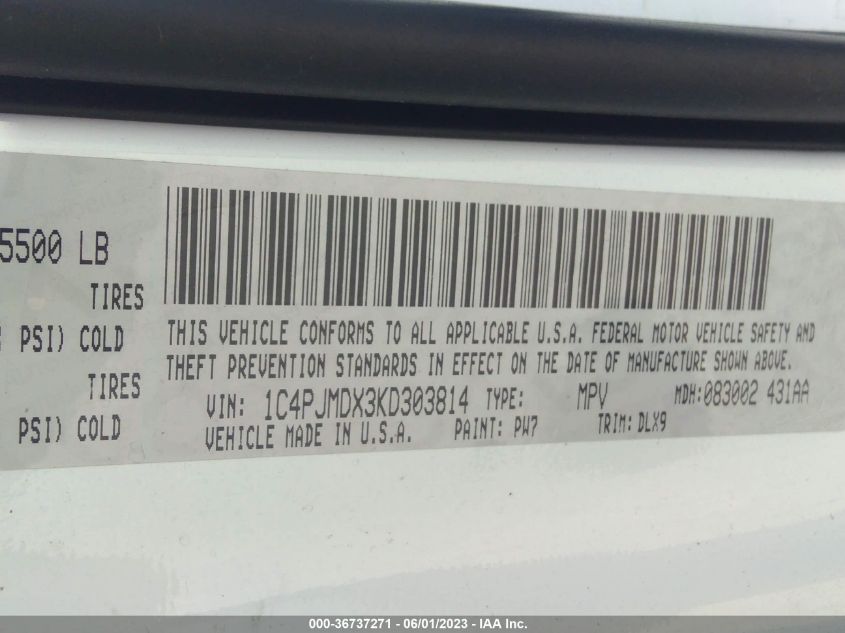 5500 LB
TIRES
PSI) COLD
TIRES
PSI) COLD
THIS VEHICLE CONFORMS TO ALL APPLICABLE U.S.A. FEDERAL MOTOR VEHICLE SAFETY AND
THEFT PREVENTION STANDARDS IN EFFECT ON THE DATE OF MANUFACTURE SHOWN ABOVE.
VIN: 1C4PJMDX3KD303814 TYPE: MPV MDH:083002 431AA
VEHICLE MADE IN U.S.A. PAINT: PW7 TRIM: DLX9
000-36737271 - 06/01/2023 - IAA Inc.